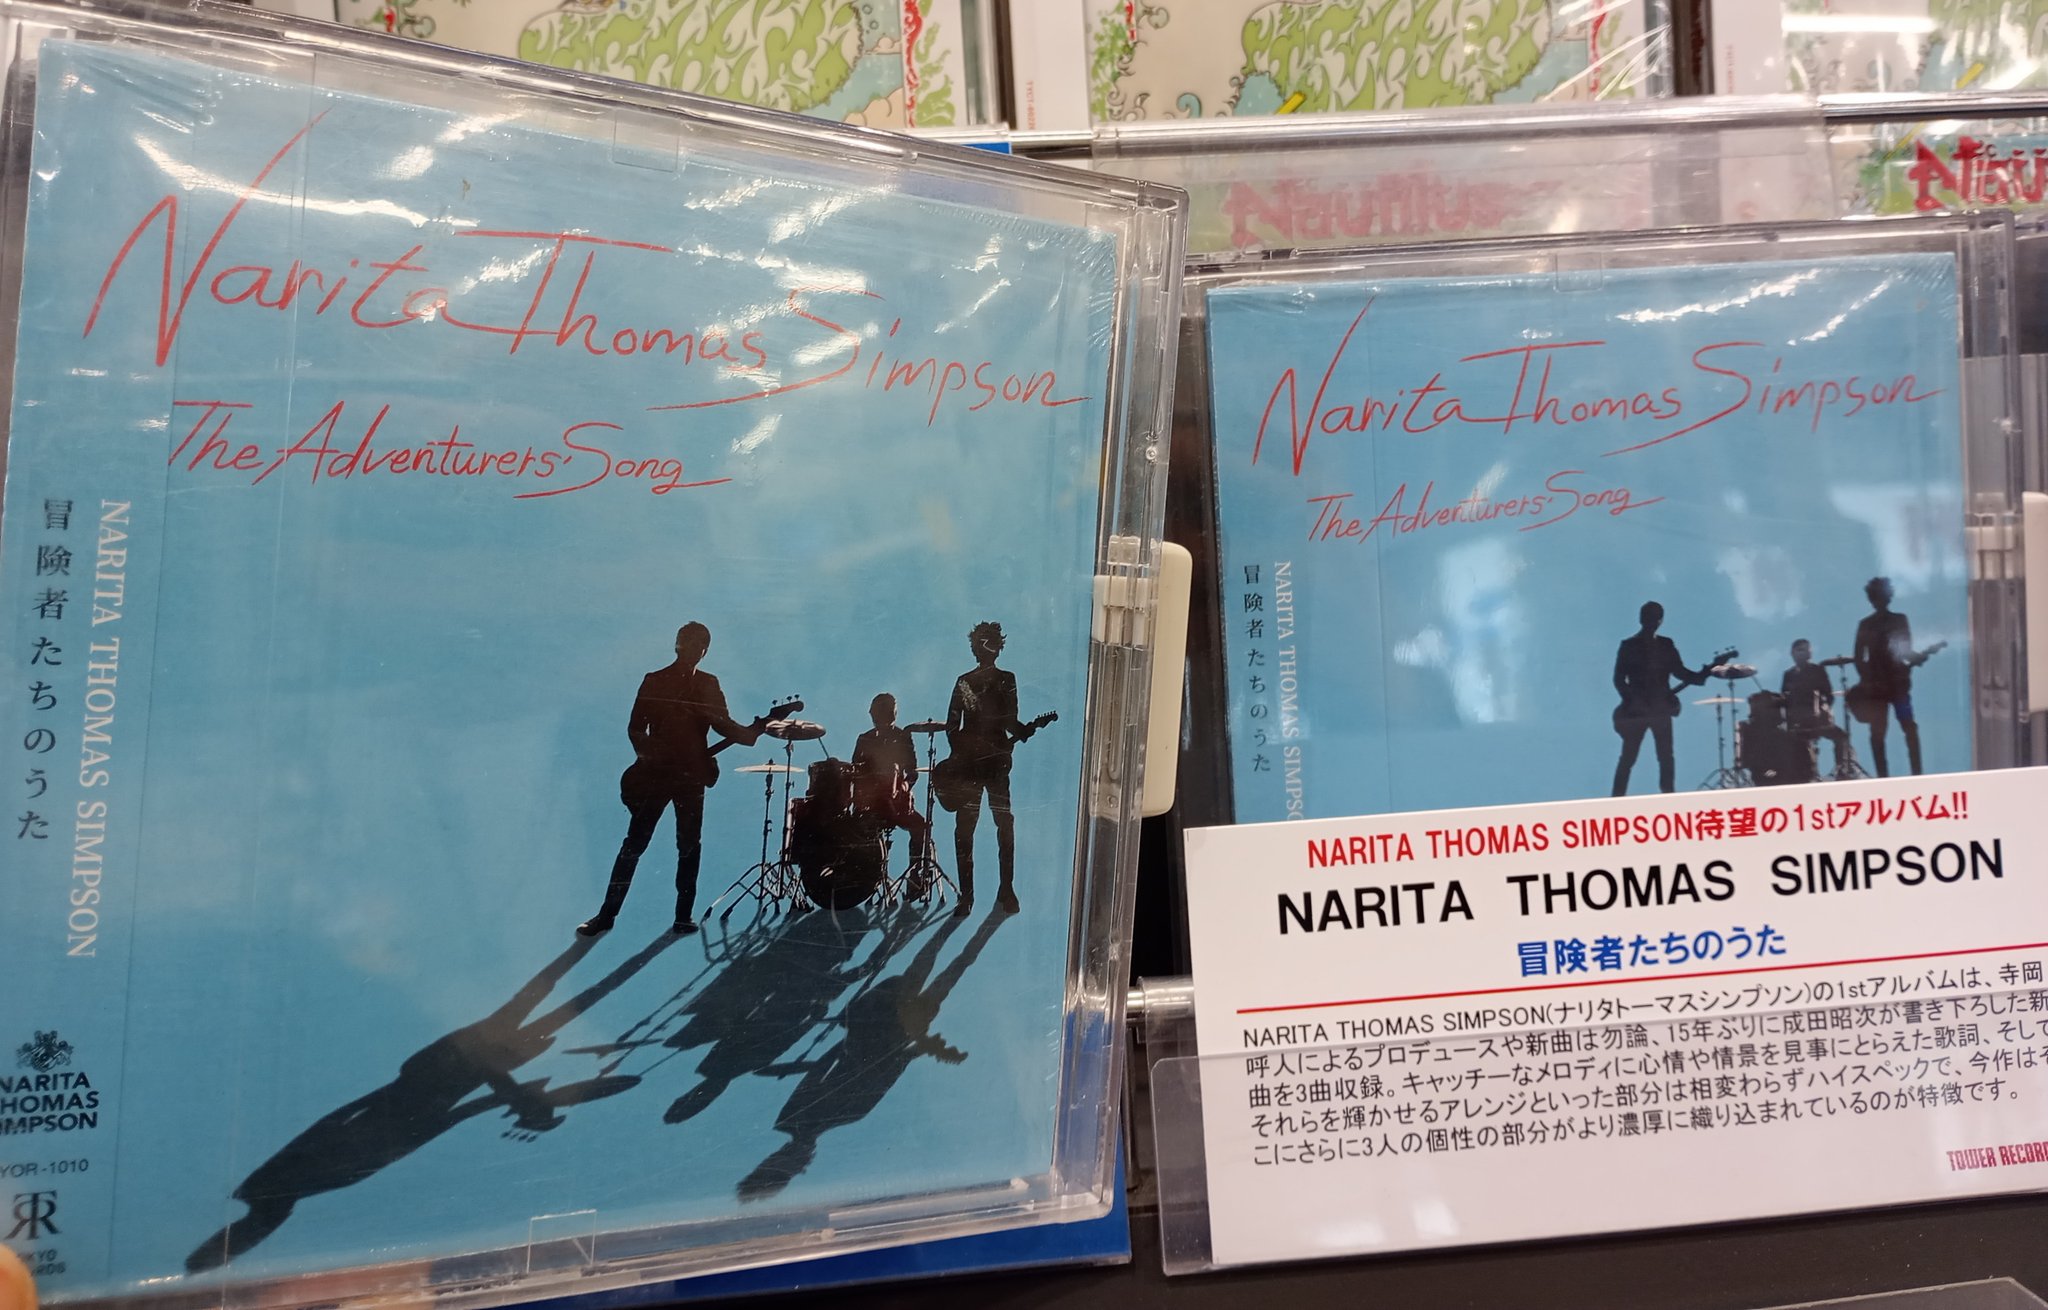 Narita Thomas Simpson
The Adventurers' Song
冒険者たちのうた
NARITA THOMAS SIMPSON
NARITA
THOMAS
SIMPSON
YOR-1010
Narita Thomas Simpson
The Adventurers' Song
冒険者たちのうた
NARITA THOMAS SIMPSO
NARITA THOMAS SIMPSON待望の1stアルバム!!
NARITA THOMAS SIMPSON
冒険者たちのうた
NARITA THOMAS SIMPSON(ナリタトーマスシンプソン)の1stアルバムは、寺岡
呼人によるプロデュースや新曲は勿論、15年ぶりに成田昭次が書き下ろした新
曲を3曲収録。キャッチーなメロディに心情や情景を見事にとらえた歌詞、そして
それらを輝かせるアレンジといった部分は相変わらずハイスペックで、今作はそ
こにさらに3人の個性の部分がより濃厚に織り込まれているのが特徴です。
TOWER RECORD